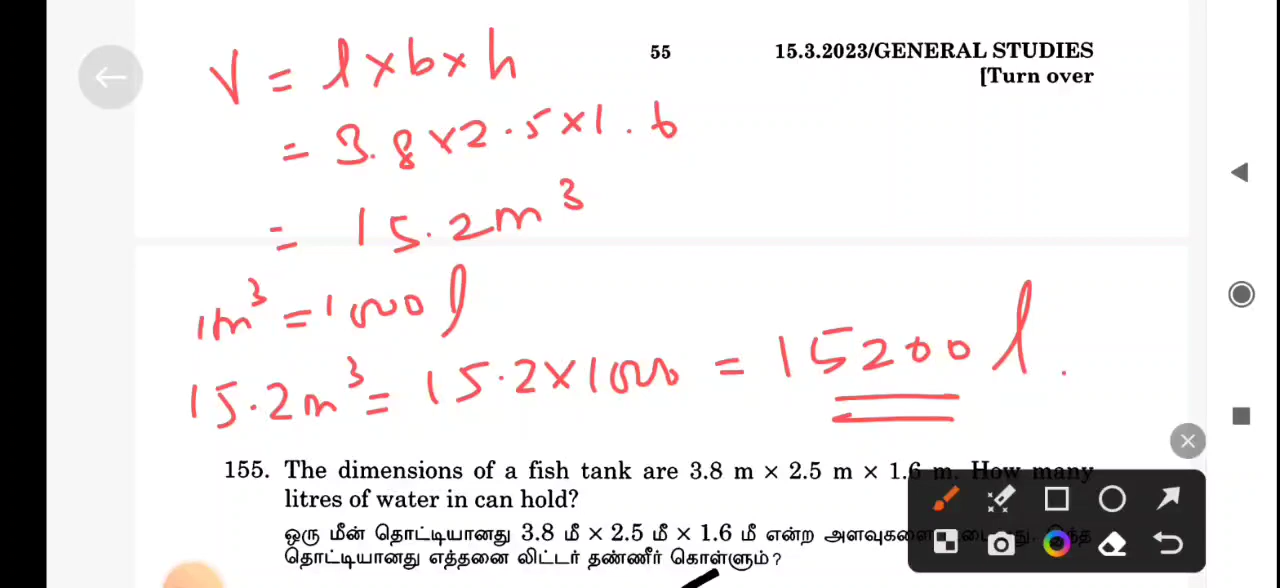 55 15.3.2023/GENERAL STUDIES
[Turn over
V = l×b×h
= 3.8×2.5×1.6
= 15.2m³
1m³ = 1000 l
15.2m³ = 15.2×1000 = 15200 l.
155. The dimensions of a fish tank are 3.8 m × 2.5 m × 1.6 m. How many
litres of water in can hold?
ஒரு மீன் தொட்டியானது 3.8 மீ × 2.5 மீ × 1.6 மீ என்ற
தொட்டியானது எத்தனை லிட்டர் தண்ணீர் கொள்ளும்?